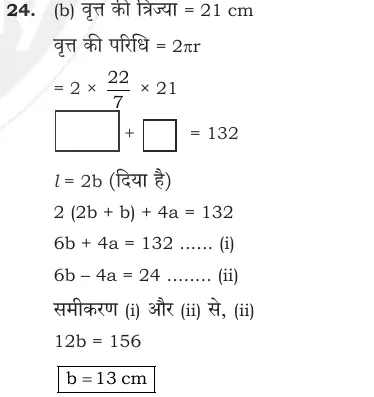 24. (b) वृत्त की त्रिज्या = 21 cm
वृत्त की परिधि = 2πr
= 2 × 22/7 × 21
+ = 132
l = 2b (दिया है)
2 (2b + b) + 4a = 132
6b + 4a = 132 ...... (i)
6b – 4a = 24 ........ (ii)
समीकरण (i) और (ii) से, (ii)
12b = 156
b = 13 cm